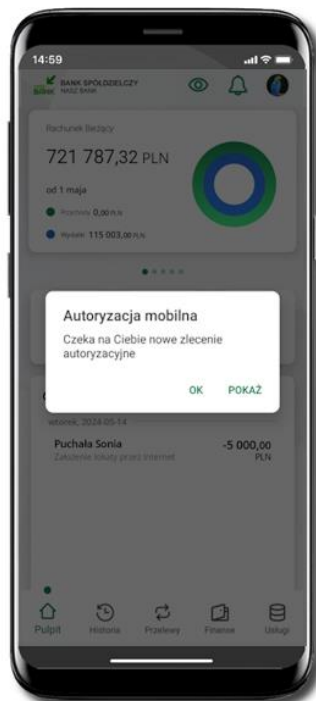 14:59
BANK SPÓŁDZIELCZY
NASZ BANK
Rachunek Bieżący
721 787,32 PLN
od 1 maja
Przychody 0,00 PLN
Wydatki 115 003,00 PLN
Autoryzacja mobilna
Czeka na Ciebie nowe zlecenie
autoryzacyjne
OK POKAŻ
wtorek, 2024-05-14
Puchała Sonia -5 000,00
Założenie lokaty przez Internet PLN
Pulpit Historia Przelewy Finanse Usługi